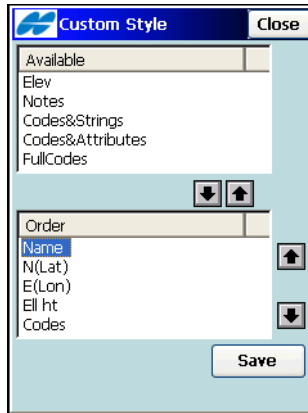 Custom Style Close
Available
Elev
Notes
Codes&Strings
Codes&Attributes
FullCodes
Order
Name
N(Lat)
E(Lon)
Ell ht
Codes
Save